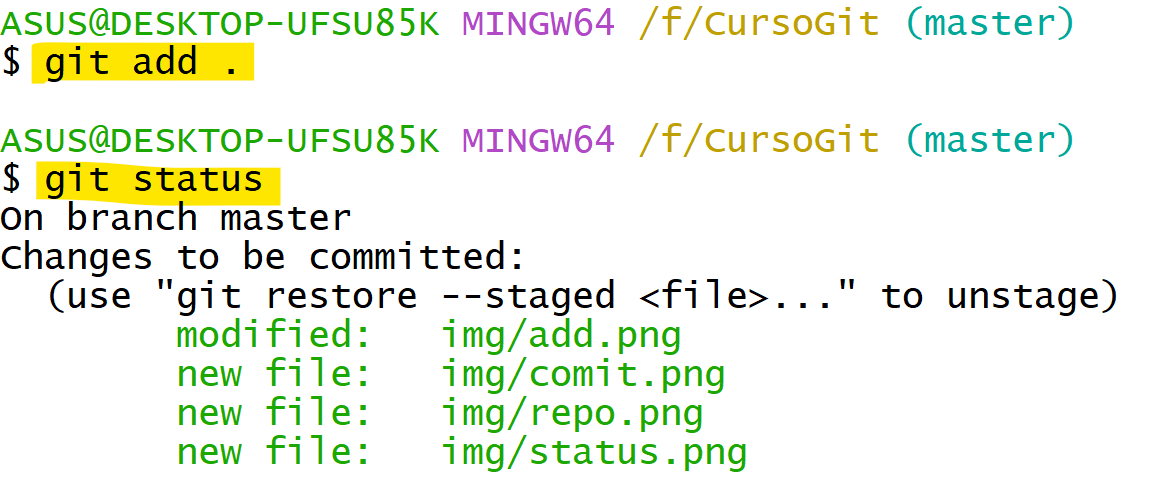 ASUS@DESKTOP-UFSU85K MINGW64 /f/CursoGit (master)
$ git add .
ASUS@DESKTOP-UFSU85K MINGW64 /f/CursoGit (master)
$ git status
On branch master
Changes to be committed:
  (use "git restore --staged <file>..." to unstage)
        modified:   img/add.png
        new file:   img/comit.png
        new file:   img/repo.png
        new file:   img/status.png